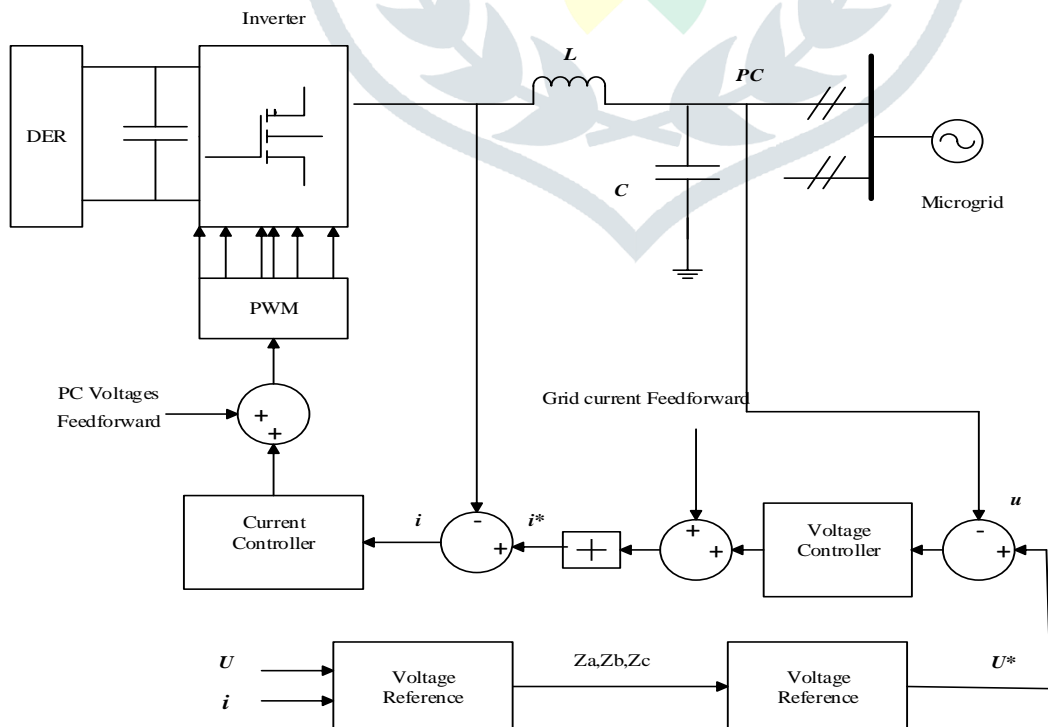 Inverter
DER
L
PC
C
Microgrid
PWM
PC Voltages
Feedforward
+
+
Grid current Feedforward
Current
Controller
i
-
+
i*
+
+
Voltage
Controller
-
+
u
U
i
Voltage
Reference
Za,Zb,Zc
Voltage
Reference
U*